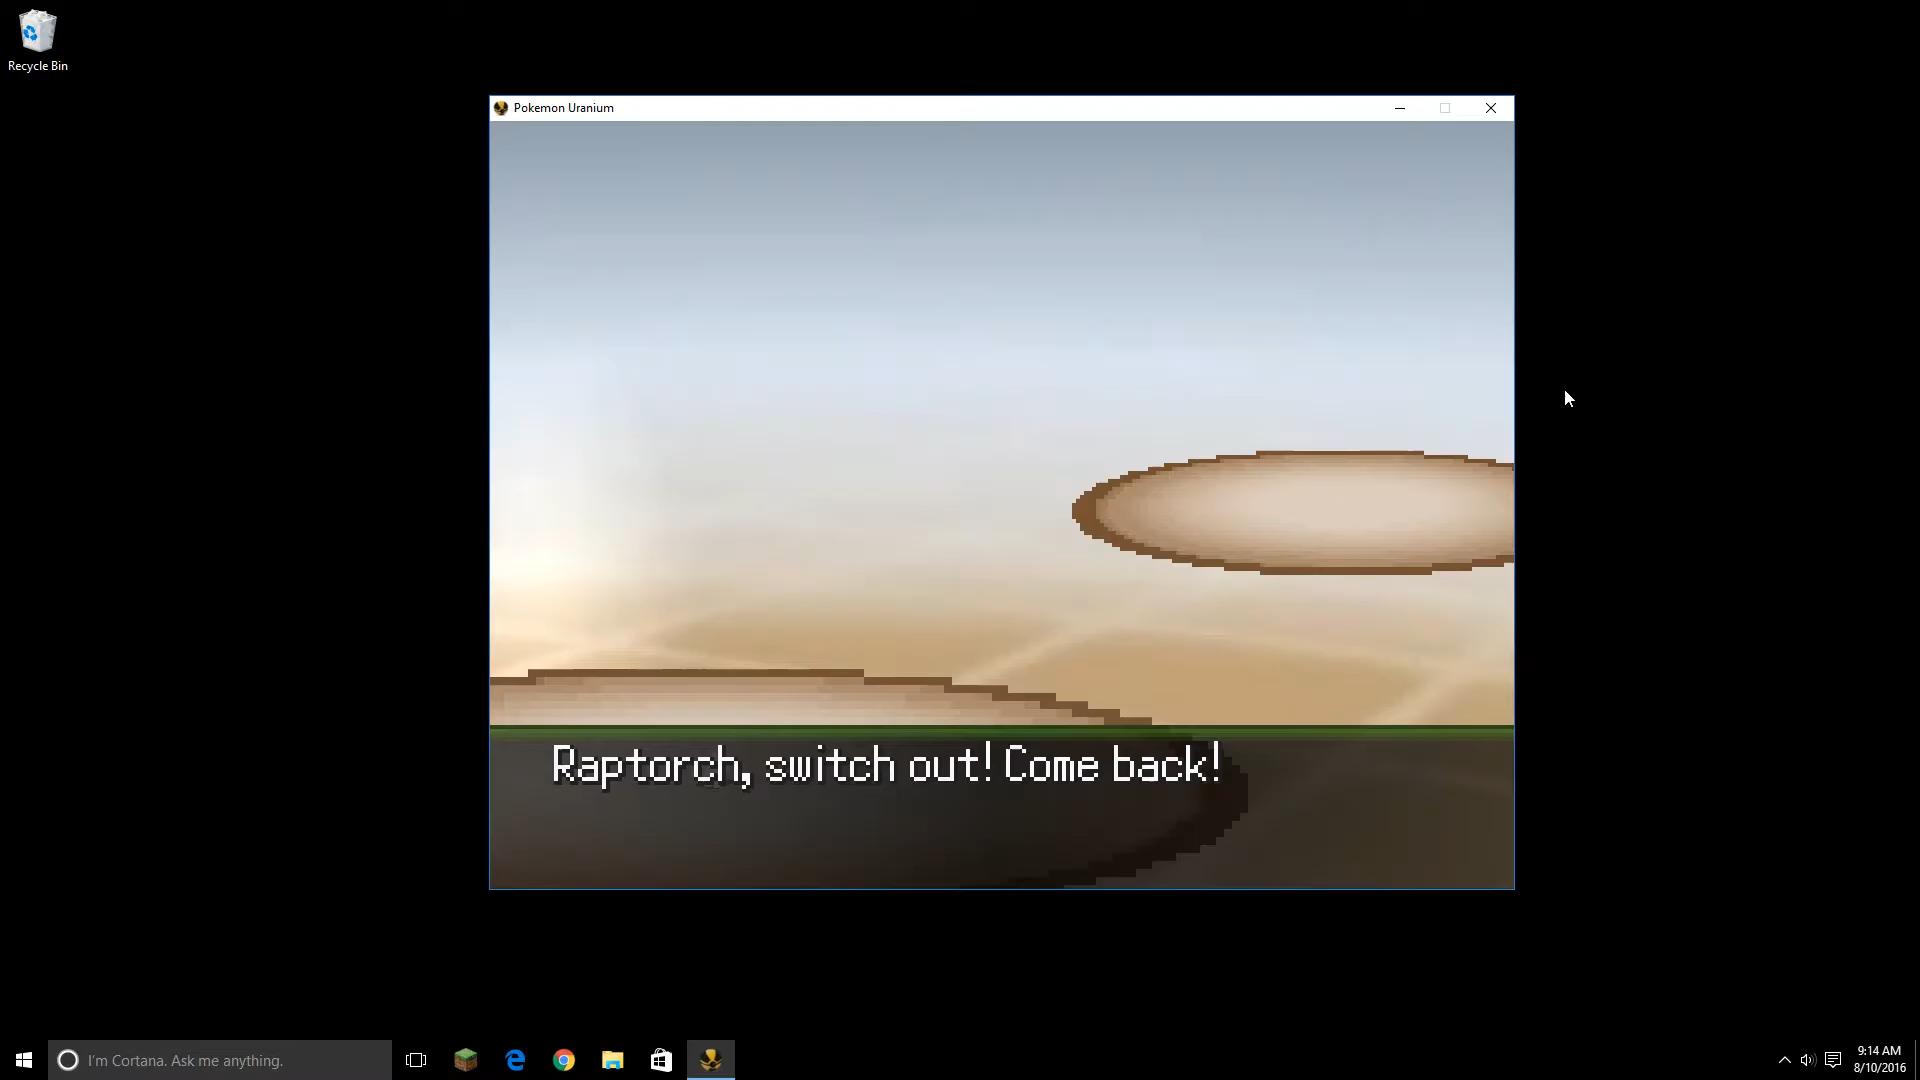 Recycle Bin
Pokemon Uranium
Raptorch, switch out! Come back!
I'm Cortana. Ask me anything.
9:14 AM
8/10/2016